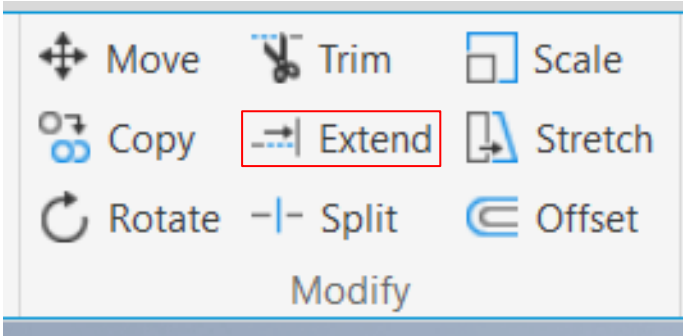 Move Trim Scale
Copy Extend Stretch
Rotate Split Offset
Modify